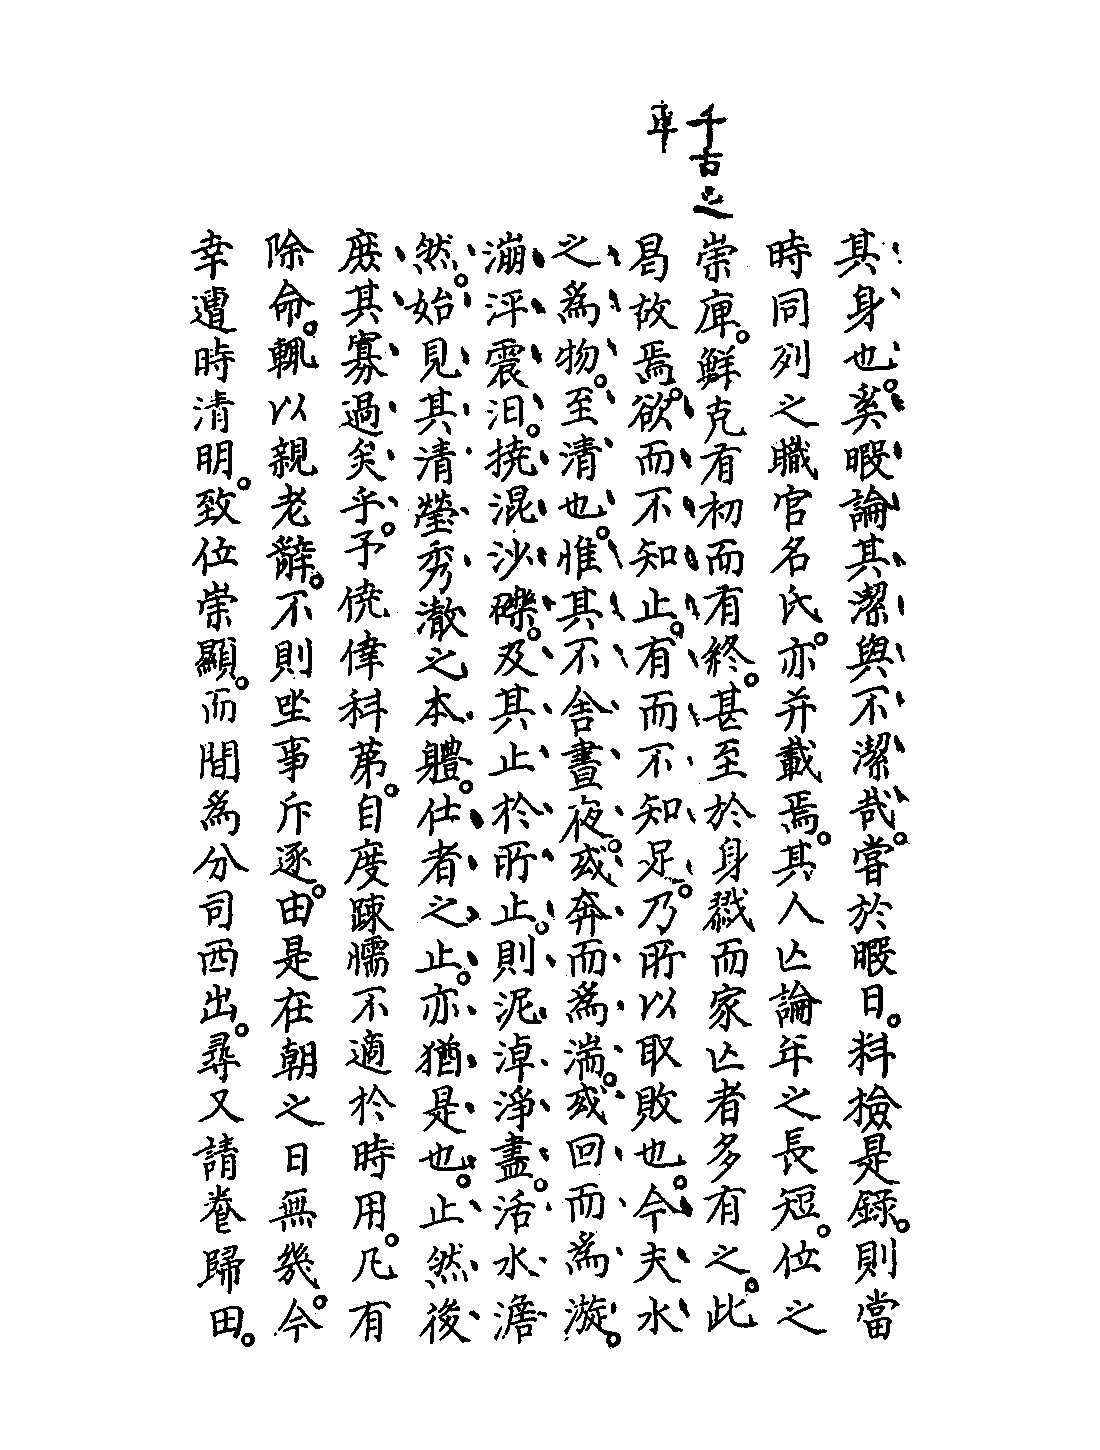 千古之
準
其身也奚暇論其潔與不潔哉嘗於暇日料檢是錄則當
時同列之職官名氏亦并載焉其人亡論年之長短位之
崇庳鮮克有初而有終甚至於身戮而家亡者多有之此
曷故焉欲而不知止有而不知足乃所以取敗也今夫水
之爲物至清也惟其不舍晝夜或奔而爲湍或回而爲漩
漰泙震汨撓混沙礫及其止於所止則泥淖淨盡活水澹
然始見其清瑩秀澈之本體仕者之止亦猶是也止然後
庶其寡過矣乎予僥倖科第自度踈懦不適於時用凡有
除命輒以親老辭不則坐事斥逐由是在朝之日無幾今
幸遭時清明致位崇顯而間爲分司西出尋又請養歸田